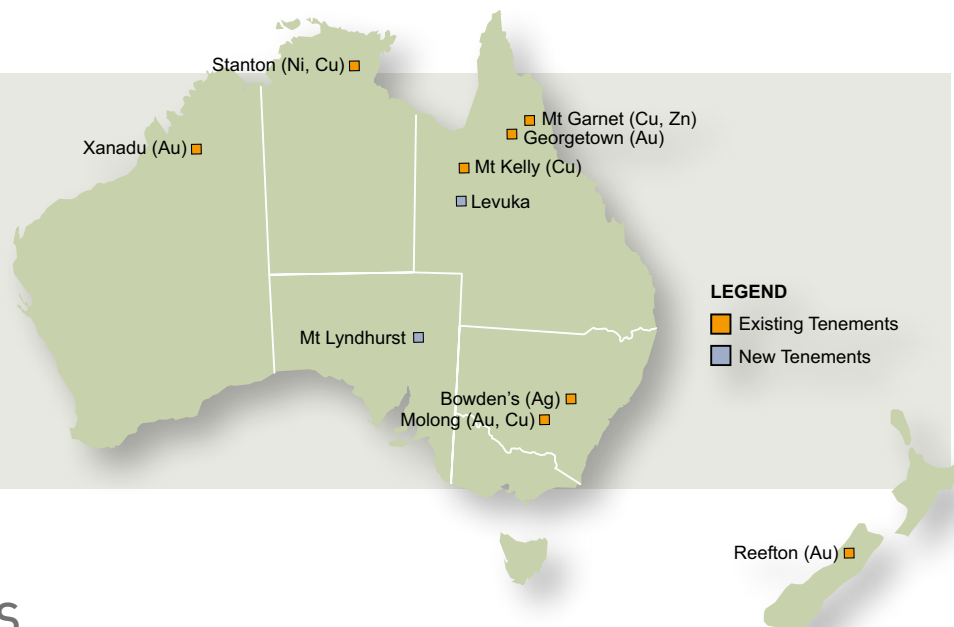 Stanton (Ni, Cu)
Mt Garnet (Cu, Zn)
Georgetown (Au)
Xanadu (Au)
Mt Kelly (Cu)
Levuka
LEGEND
Existing Tenements
New Tenements
Mt Lyndhurst
Bowden's (Ag)
Molong (Au, Cu)
Reefton (Au)
s